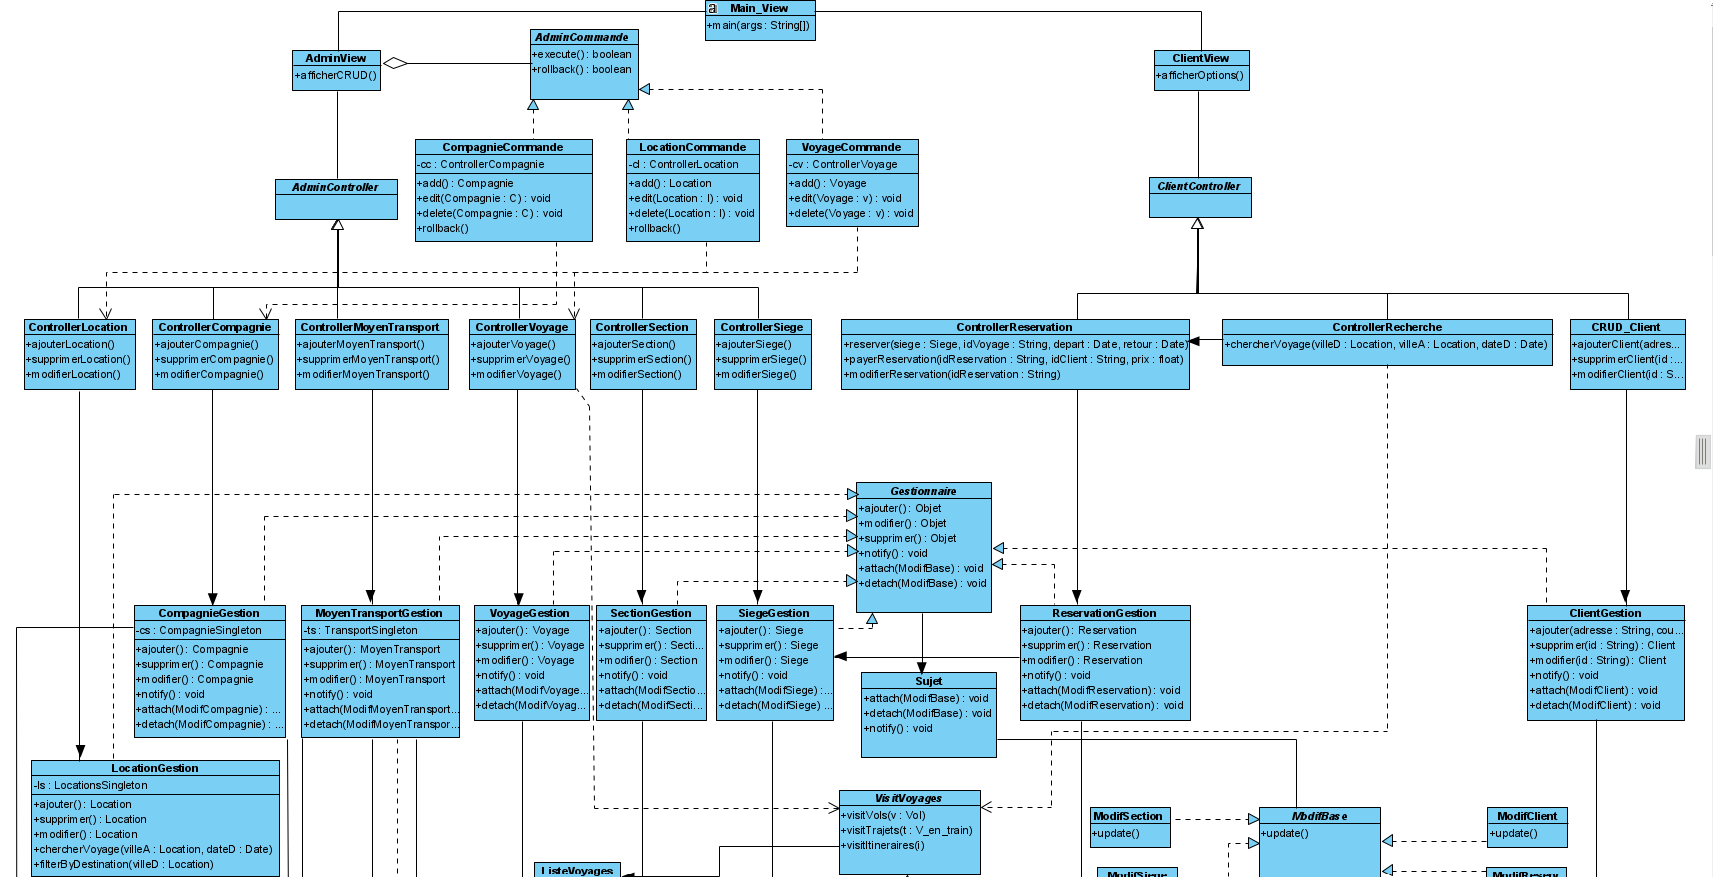 a Main_View
+main(args : String[])
AdminCommande
+execute() : boolean
+rollback() : boolean
AdminView
+afficherCRUD()
ClientView
+afficherOptions()
CompagnieCommande
-cc : ControllerCompagnie
+add() : Compagnie
+edit(Compagnie : C) : void
+delete(Compagnie : C) : void
+rollback()
LocationCommande
-cl : ControllerLocation
+add() : Location
+edit(Location : l) : void
+delete(Location : l) : void
+rollback()
VoyageCommande
-cv : ControllerVoyage
+add() : Voyage
+edit(Voyage : v) : void
+delete(Voyage : v) : void
AdminController
ClientController
ControllerLocation
+ajouterLocation()
+supprimerLocation()
+modifierLocation()
ControllerCompagnie
+ajouterCompagnie()
+supprimerCompagnie()
+modifierCompagnie()
ControllerMoyenTransport
+ajouterMoyenTransport()
+supprimerMoyenTransport()
+modifierMoyenTransport()
ControllerVoyage
+ajouterVoyage()
+supprimerVoyage()
+modifierVoyage()
ControllerSection
+ajouterSection()
+supprimerSection()
+modifierSection()
ControllerSiege
+ajouterSiege()
+supprimerSiege()
+modifierSiege()
ControllerReservation
+reserver(siege : Siege, idVoyage : String, depart : Date, retour : Date)
+payerReservation(idReservation : String, idClient : String, prix : float)
+modifierReservation(idReservation : String)
ControllerRecherche
+chercherVoyage(villeD : Location, villeA : Location, dateD : Date)
CRUD_Client
+ajouterClient(adres...
+supprimerClient(id : ...
+modifierClient(id : S...
Gestionnaire
+ajouter() : Objet
+modifier() : Objet
+supprimer() : Objet
+notify() : void
+attach(ModifBase) : void
+detach(ModifBase) : void
CompagnieGestion
-cs : CompagnieSingleton
+ajouter() : Compagnie
+supprimer() : Compagnie
+modifier() : Compagnie
+notify() : void
+attach(ModifCompagnie) : ...
+detach(ModifCompagnie) : ...
MoyenTransportGestion
-ts : TransportSingleton
+ajouter() : MoyenTransport
+supprimer() : MoyenTransport
+modifier() : MoyenTransport
+notify() : void
+attach(ModifMoyenTransport...
+detach(ModifMoyenTranspor...
VoyageGestion
+ajouter() : Voyage
+supprimer() : Voyage
+modifier() : Voyage
+notify() : void
+attach(ModifVoyage...
+detach(ModifVoyag...
SectionGestion
+ajouter() : Section
+supprimer() : Secti...
+modifier() : Section
+notify() : void
+attach(ModifSectio...
+detach(ModifSecti...
SiegeGestion
+ajouter() : Siege
+supprimer() : Siege
+modifier() : Siege
+notify() : void
+attach(ModifSiege) : ...
+detach(ModifSiege) ...
ReservationGestion
+ajouter() : Reservation
+supprimer() : Reservation
+modifier() : Reservation
+notify() : void
+attach(ModifReservation) : void
+detach(ModifReservation) : void
ClientGestion
+ajouter(adresse : String, cou...
+supprimer(id : String) : Client
+modifier(id : String) : Client
+notify() : void
+attach(ModifClient) : void
+detach(ModifClient) : void
Sujet
+attach(ModifBase) : void
+detach(ModifBase) : void
+notify() : void
LocationGestion
-ls : LocationsSingleton
+ajouter() : Location
+supprimer() : Location
+modifier() : Location
+chercherVoyage(villeA : Location, dateD : Date)
+filterByDestination(villeD : Location)
VisitVoyages
+visitVols(v : Vol)
+visitTrajets(t : V_en_train)
+visitItineraires(i)
ModifSection
+update()
ModifBase
+update()
ModifClient
+update()
ListeVoyages
ModifSiege
ModifReserv